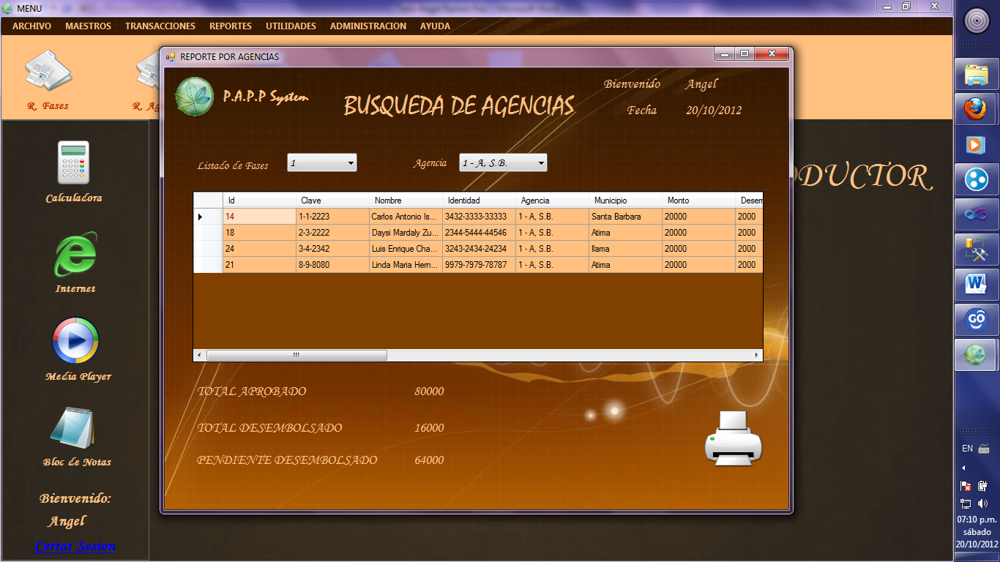 MENU
ARCHIVO MAESTROS TRANSACCIONES REPORTES UTILIDADES ADMINISTRACION AYUDA
R. Fases
R. Ag
REPORTE POR AGENCIAS
P.A.P.P System
BUSQUEDA DE AGENCIAS
Bienvenido Angel
Fecha 20/10/2012
Listado de Fases 1 Agencia 1 - A, S.B.
Id Clave Nombre Identidad Agencia Municipio Monto Desem
14 1-1-2223 Carlos Antonio Is... 3432-3333-33333 1 - A, S.B. Santa Barbara 20000 2000
18 2-3-2222 Daysi Mardaly Zu... 2344-5444-44546 1 - A, S.B. Atima 20000 2000
24 3-4-2342 Luis Enrique Cha... 3243-2434-24234 1 - A, S.B. Ilama 20000 2000
21 8-9-8080 Linda Maria Hern... 9979-7979-78787 1 - A, S.B. Atima 20000 2000
TOTAL APROBADO 80000
TOTAL DESEMBOLSADO 16000
PENDIENTE DESEMBOLSADO 64000
DUCTOR
Calculadora
Internet
Media Player
Bloc de Notas
Bienvenido:
Angel
Cerrar Sesion
W
GO
EN
07:10 p.m.
sábado
20/10/2012